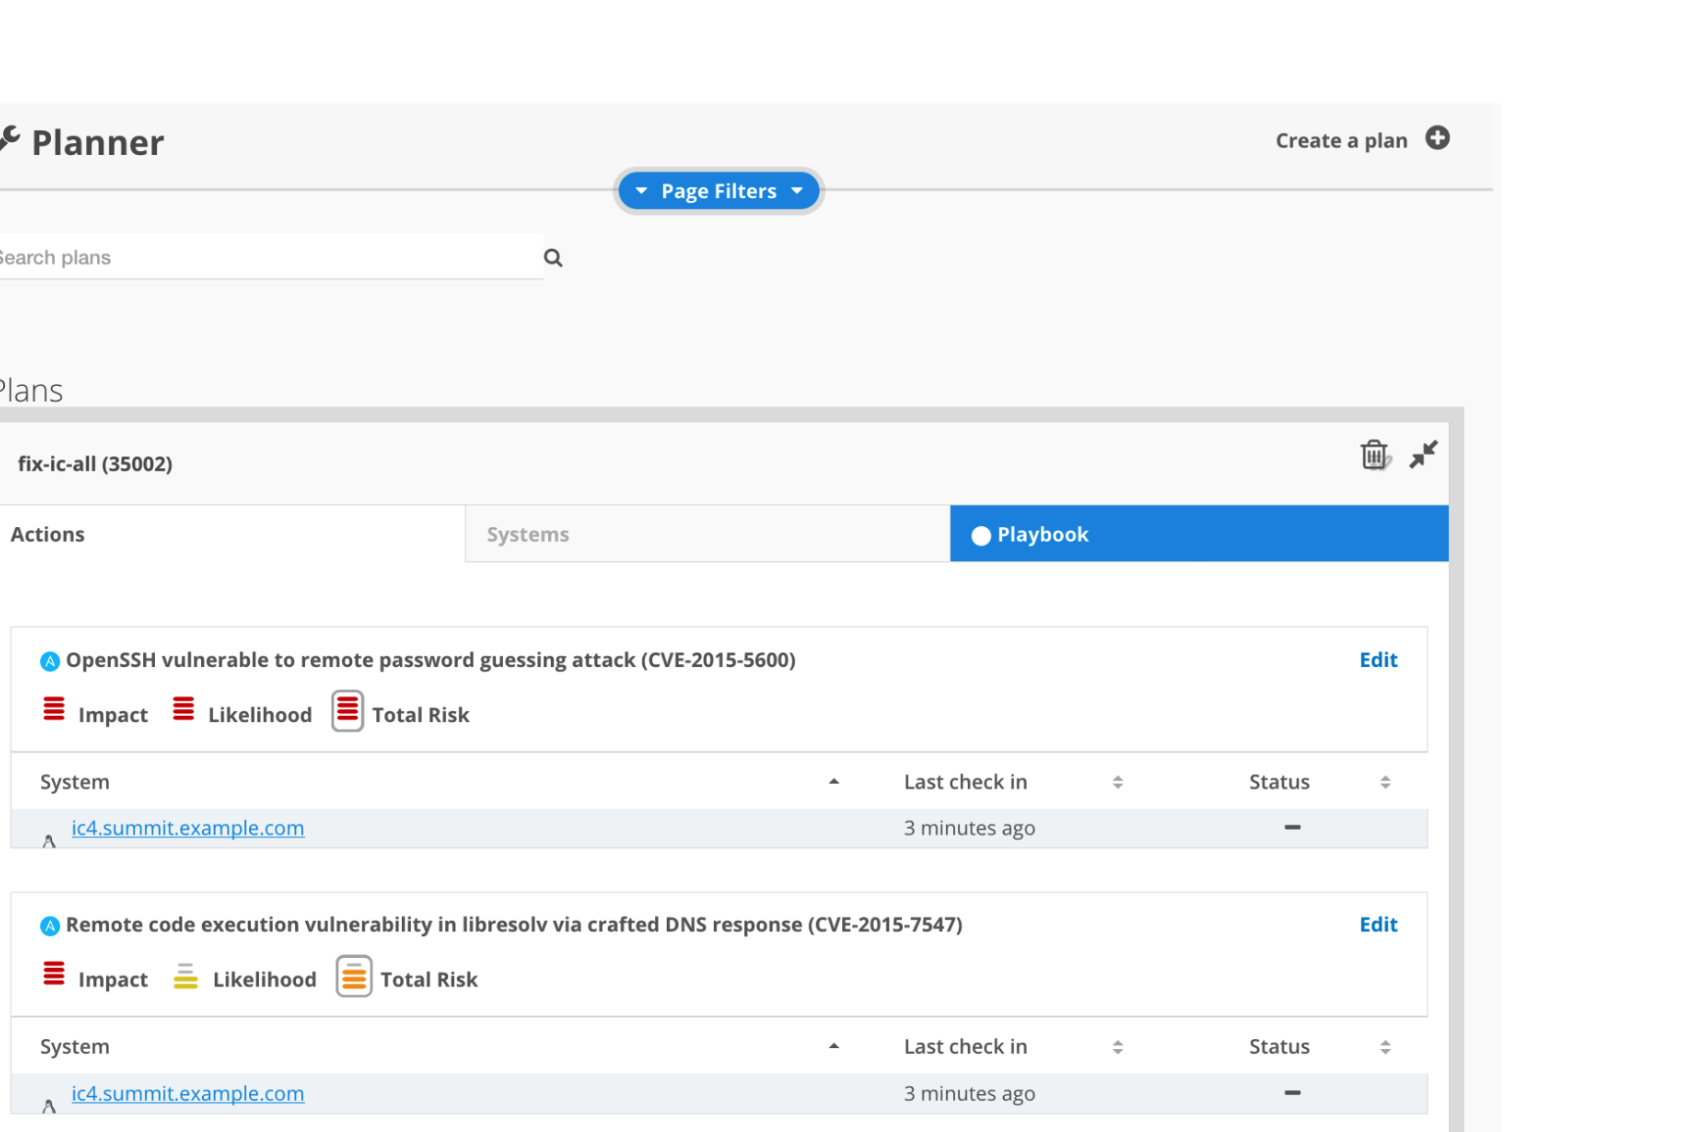 Planner
Create a plan
Page Filters
Search plans
Plans
fix-ic-all (35002)
Actions
Systems
Playbook
OpenSSH vulnerable to remote password guessing attack (CVE-2015-5600)
Edit
Impact Likelihood Total Risk
System Last check in Status
ic4.summit.example.com 3 minutes ago
Remote code execution vulnerability in libresolv via crafted DNS response (CVE-2015-7547)
Edit
Impact Likelihood Total Risk
System Last check in Status
ic4.summit.example.com 3 minutes ago